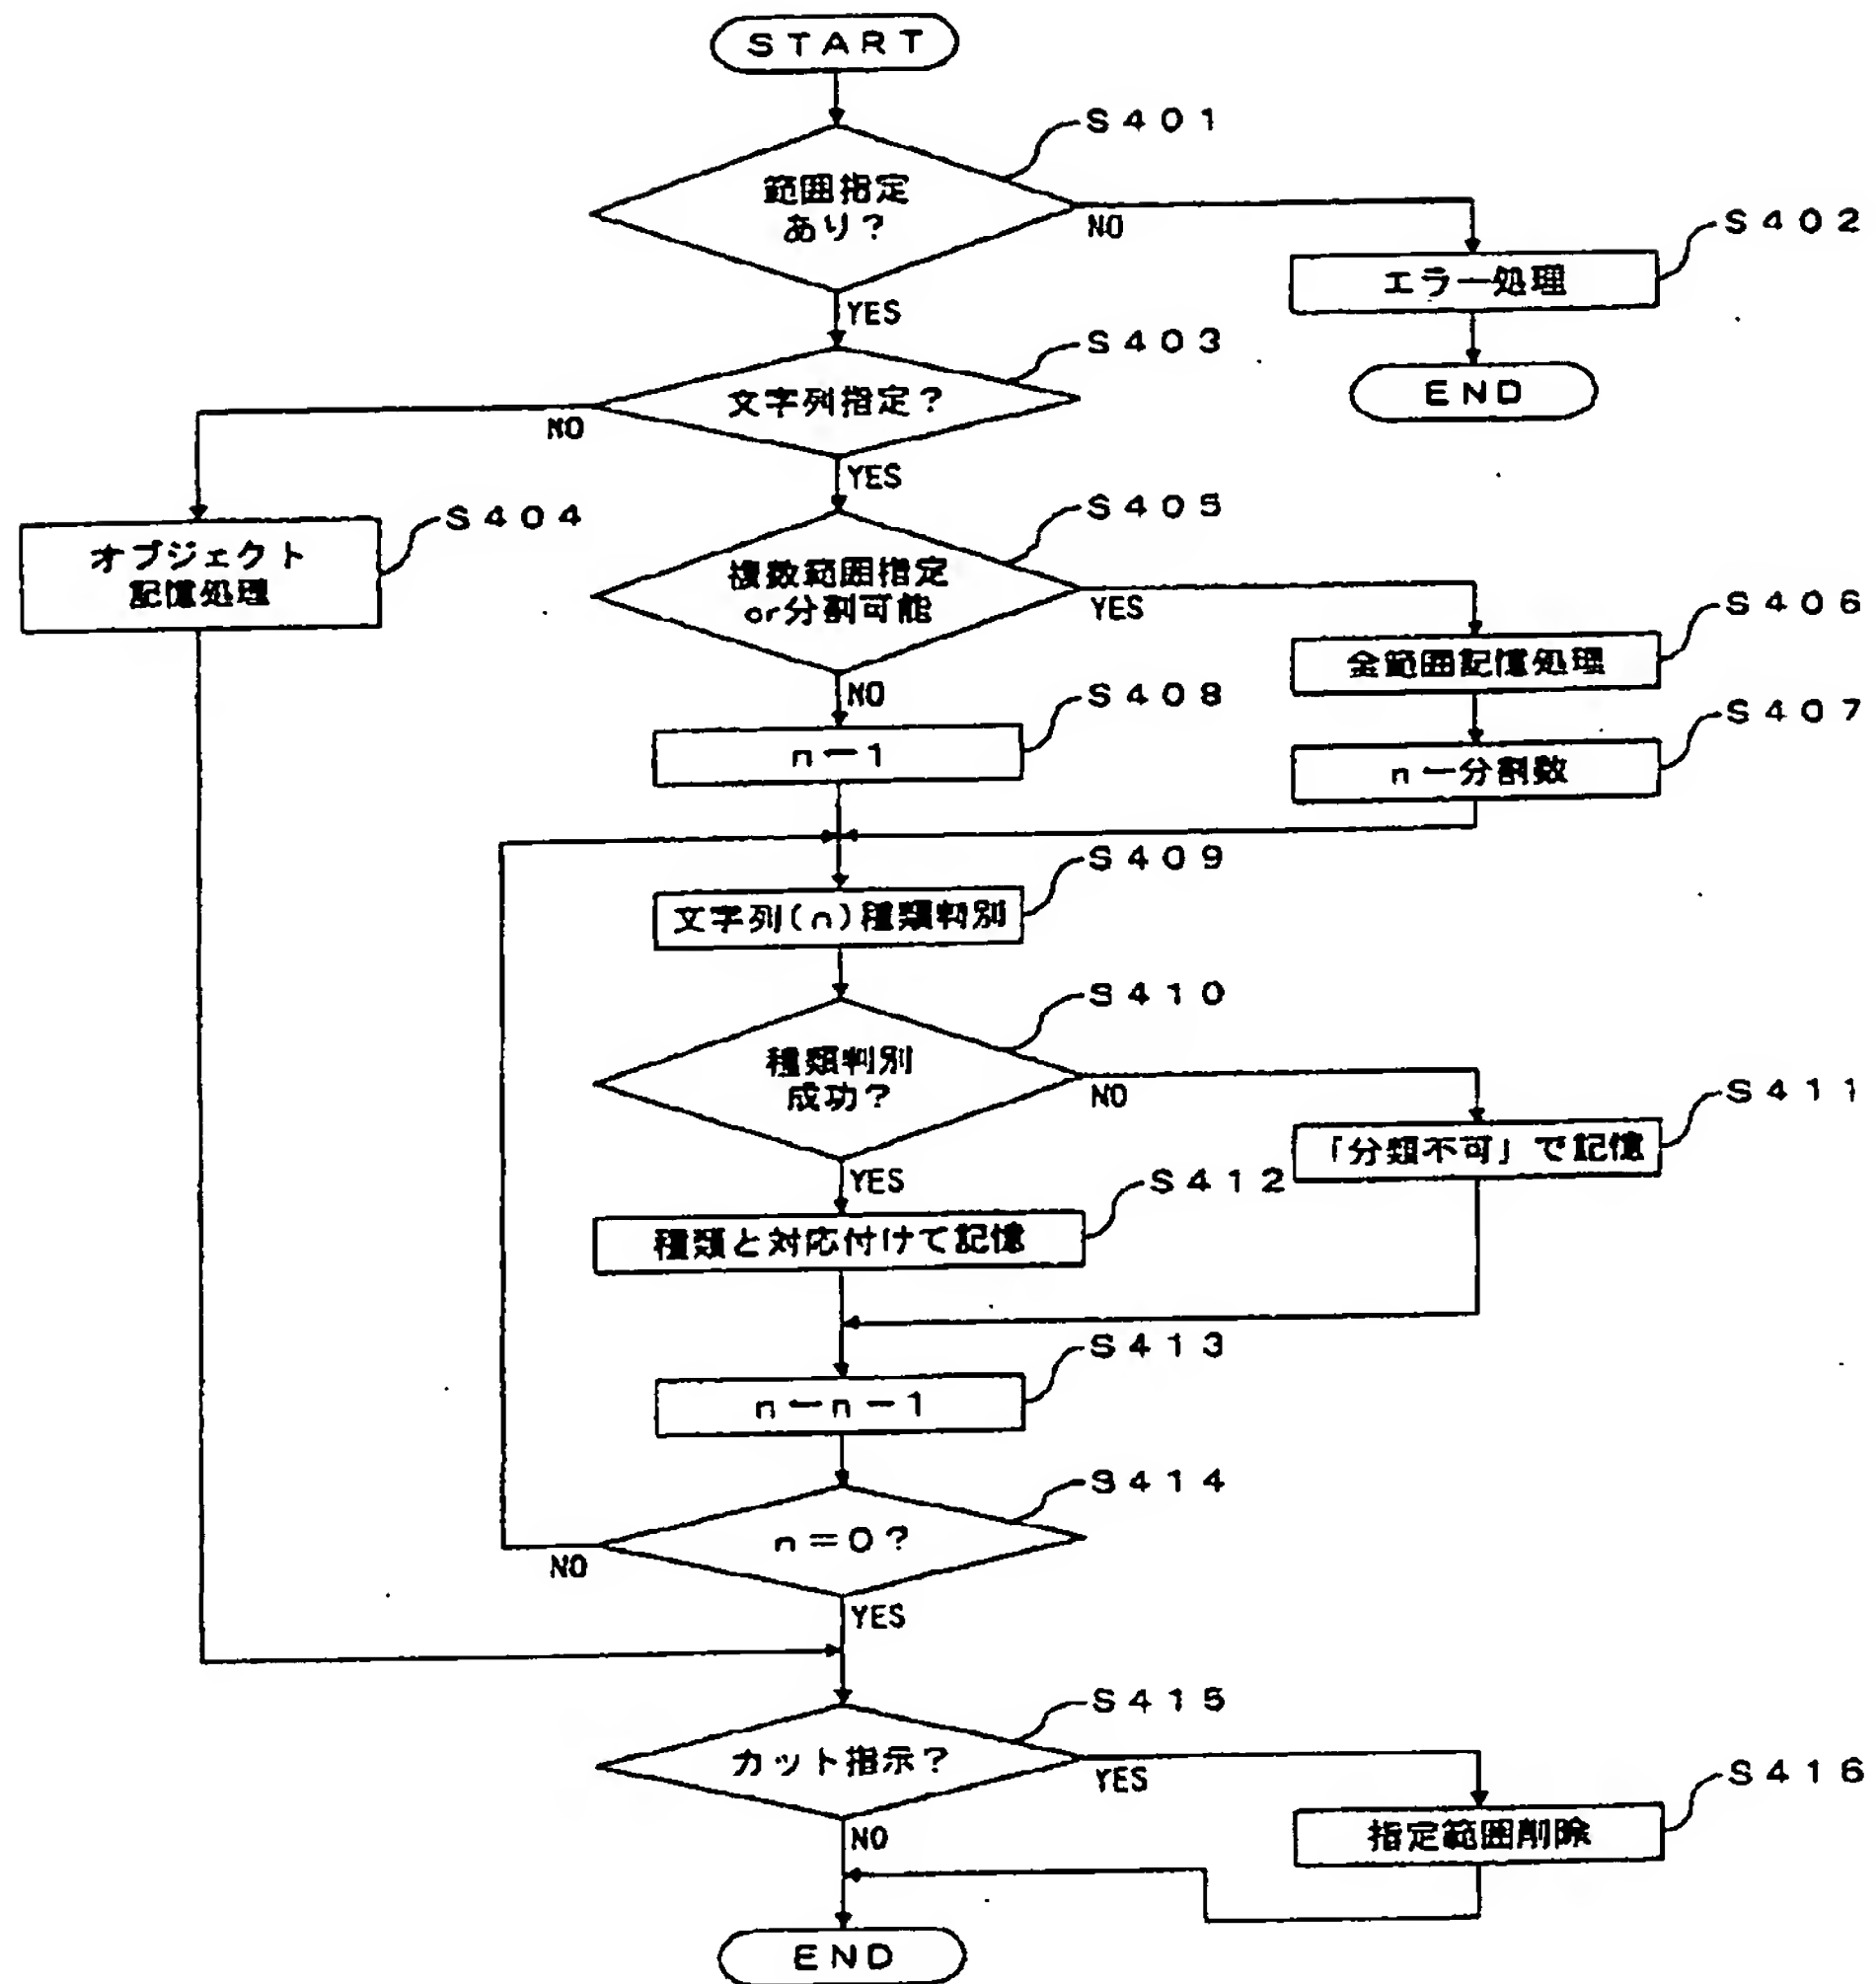 START
S401
範囲指定
あり?
NO
S402
エラー処理
YES
END
S403
文字列指定?
NO
YES
S404
オブジェクト
記憶処理
S405
複数範囲指定
or分割可能
YES
S406
全範囲記憶処理
NO
S408
n←1
S407
n←分割数
S409
文字列(n)種類判別
S410
種類判別
成功?
NO
S411
「分類不可」で記憶
YES
S412
種類と対応付けて記憶
S413
n←n-1
S414
n=0?
NO
YES
S415
カット指示?
YES
S416
指定範囲削除
NO
END